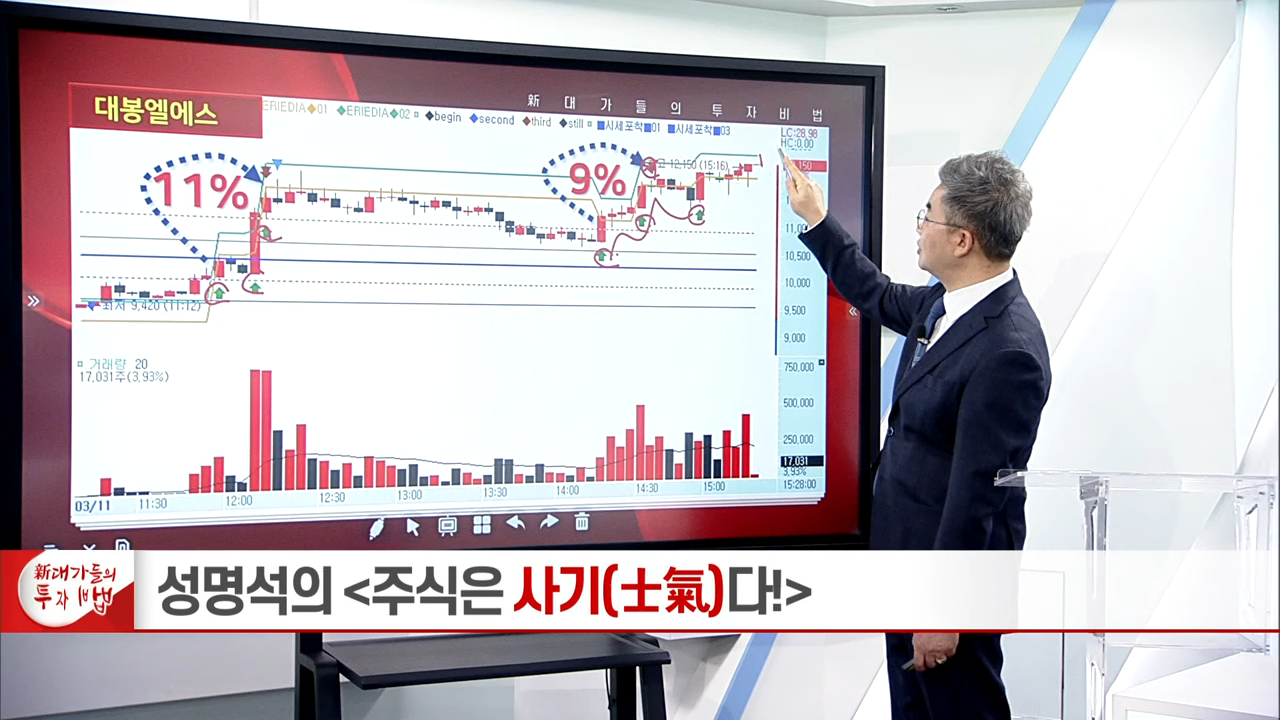 新 대 가 들 의 투 자 비 법
대봉엘에스
ERIEDIA◆01 ◆ERIEDIA◆02 ¤ ◆begin ◆second ◆third ◆still ¤ ■시세포착■01 ■시세포착■03
LC:28,98
HC:0,00
11%
9%
12,150 (15:16)
150
11,00
10,500
10,000
9,500
9,000
최저 9,420 (11:12)
¤ 거래량 20
17,031주(3,93%)
750,000
500,000
250,000
17,031
3,93%
03/11 11:30 12:00 12:30 13:00 13:30 14:00 14:30 15:00 15:28:00
新대가들의
투자비법
성명석의 <주식은 사기(士氣)다!>